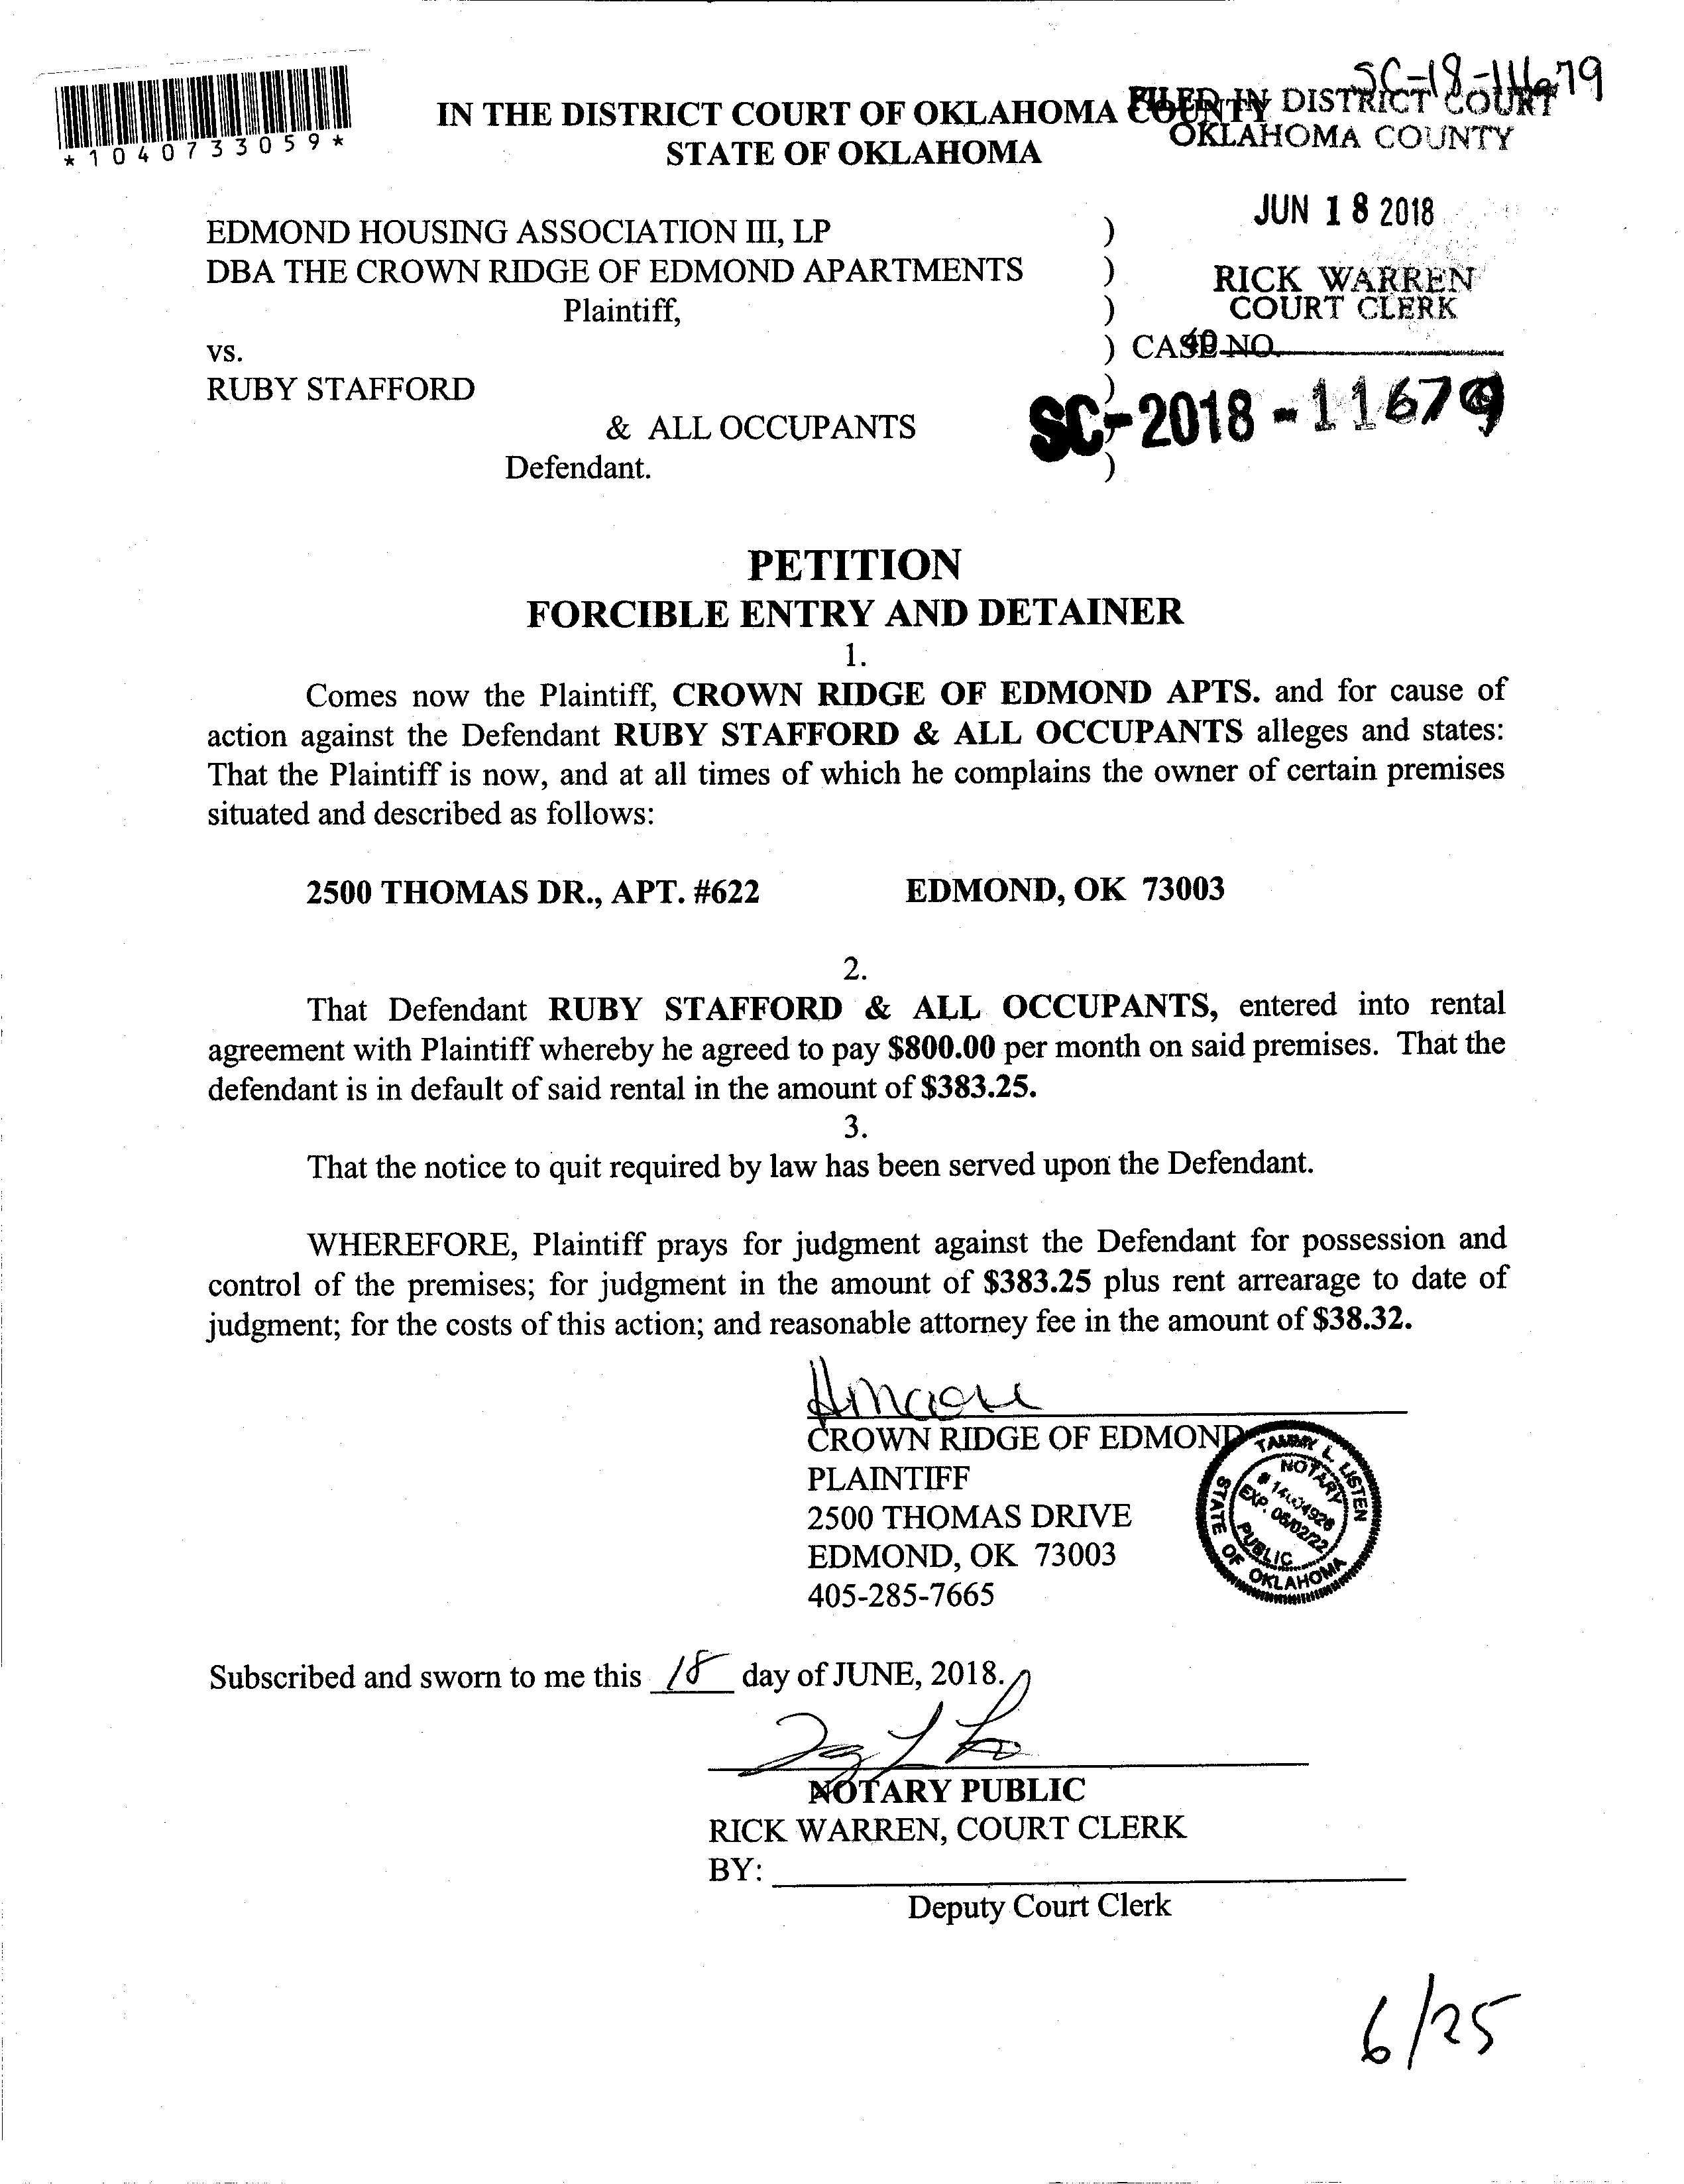 SC-18-11679
*1040733059*
IN THE DISTRICT COURT OF OKLAHOMA COUNTY
STATE OF OKLAHOMA
FILED IN DISTRICT COURT
OKLAHOMA COUNTY
JUN 18 2018
RICK WARREN
COURT CLERK
40
EDMOND HOUSING ASSOCIATION III, LP )
DBA THE CROWN RIDGE OF EDMOND APARTMENTS )
Plaintiff, )
vs. ) CASE NO.
RUBY STAFFORD )
& ALL OCCUPANTS )
SC-2018-11679
Defendant. )
PETITION
FORCIBLE ENTRY AND DETAINER
1.
Comes now the Plaintiff, CROWN RIDGE OF EDMOND APTS. and for cause of
action against the Defendant RUBY STAFFORD & ALL OCCUPANTS alleges and states:
That the Plaintiff is now, and at all times of which he complains the owner of certain premises
situated and described as follows:
2500 THOMAS DR., APT. #622 EDMOND, OK 73003
2.
That Defendant RUBY STAFFORD & ALL OCCUPANTS, entered into rental
agreement with Plaintiff whereby he agreed to pay $800.00 per month on said premises. That the
defendant is in default of said rental in the amount of $383.25.
3.
That the notice to quit required by law has been served upon the Defendant.
WHEREFORE, Plaintiff prays for judgment against the Defendant for possession and
control of the premises; for judgment in the amount of $383.25 plus rent arrearage to date of
judgment; for the costs of this action; and reasonable attorney fee in the amount of $38.32.
CROWN RIDGE OF EDMOND
PLAINTIFF
2500 THOMAS DRIVE
EDMOND, OK 73003
405-285-7665
TAMMY L. LISTEN
NOTARY
# 14004926
EXP. 06/02/22
PUBLIC
STATE OF OKLAHOMA
Subscribed and sworn to me this 18 day of JUNE, 2018.
NOTARY PUBLIC
RICK WARREN, COURT CLERK
BY:
Deputy Court Clerk
6/25